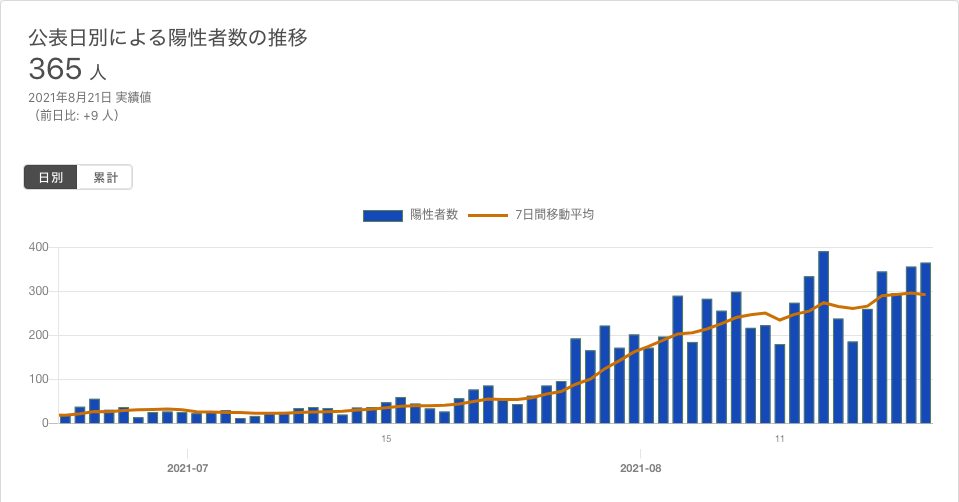 公表日別による陽性者数の推移
365 人
2021年8月21日 実績値
（前日比: +9 人）
日別 累計
陽性者数 7日間移動平均
400
300
200
100
0
15 11
2021-07 2021-08